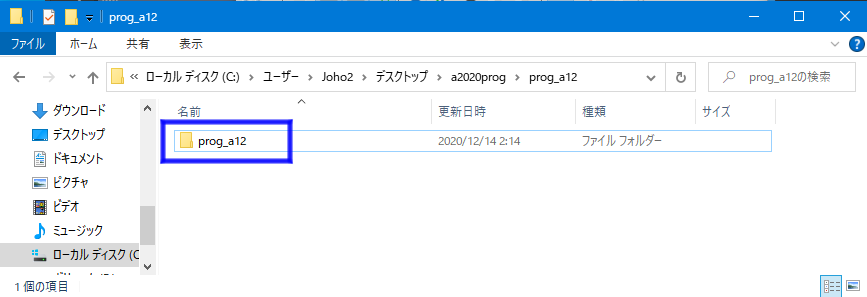 prog_a12
ファイル ホーム 共有 表示
« ローカル ディスク (C:) › ユーザー › Joho2 › デスクトップ › a2020prog › prog_a12
prog_a12の検索
名前 更新日時 種類 サイズ
ダウンロード
デスクトップ
ドキュメント
ピクチャ
ビデオ
ミュージック
ローカル ディスク (C
prog_a12 2020/12/14 2:14 ファイル フォルダー
1 個の項目